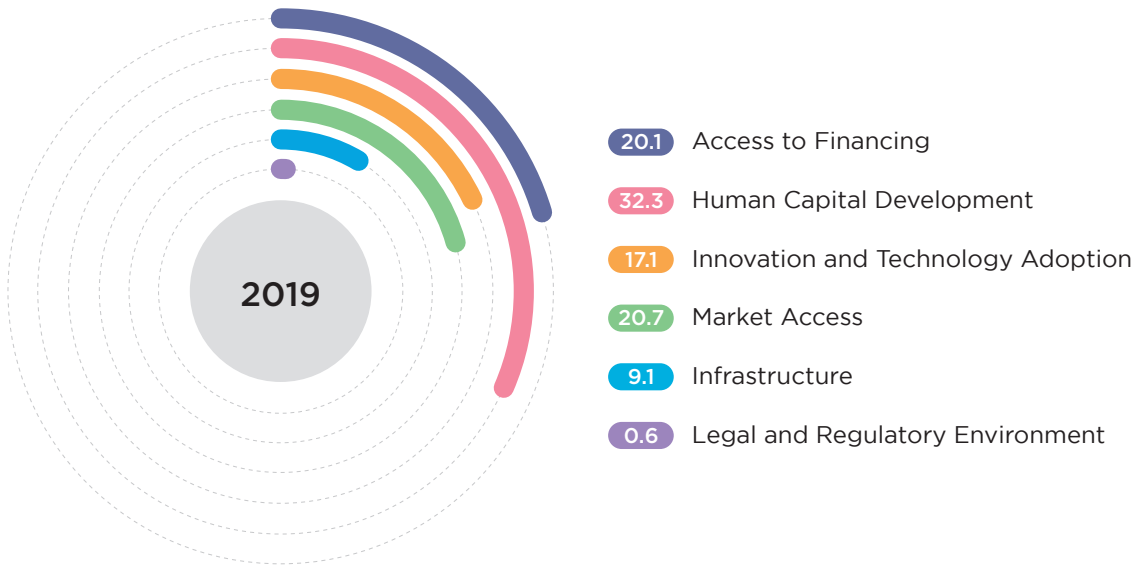 2019
20.1 Access to Financing
32.3 Human Capital Development
17.1 Innovation and Technology Adoption
20.7 Market Access
9.1 Infrastructure
0.6 Legal and Regulatory Environment